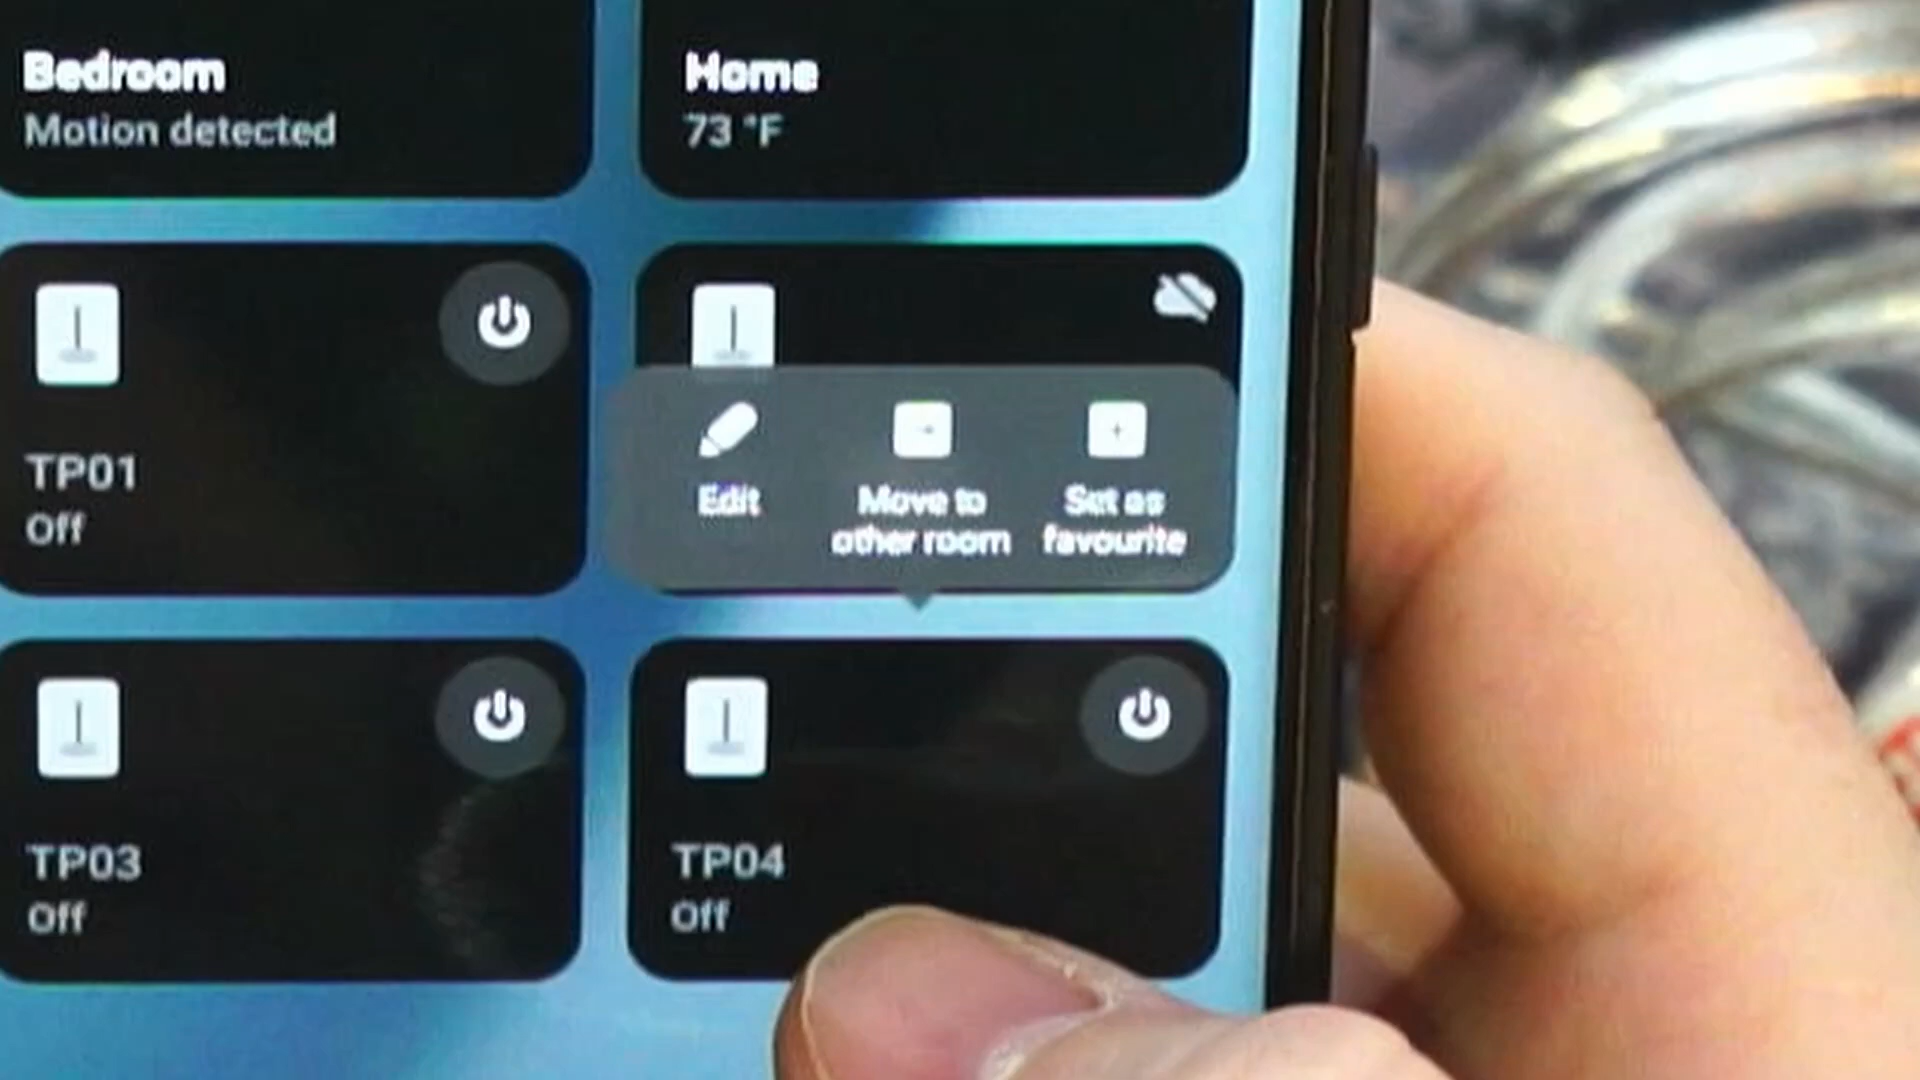 Bedroom
Motion detected
Home
73 °F
TP01
Off
Edit
Move to
other room
Set as
favourite
TP03
Off
TP04
Off